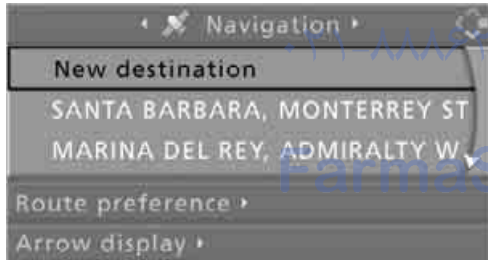 Navigation
New destination
SANTA BARBARA, MONTERREY ST
MARINA DEL REY, ADMIRALTY W
Route preference
Arrow display